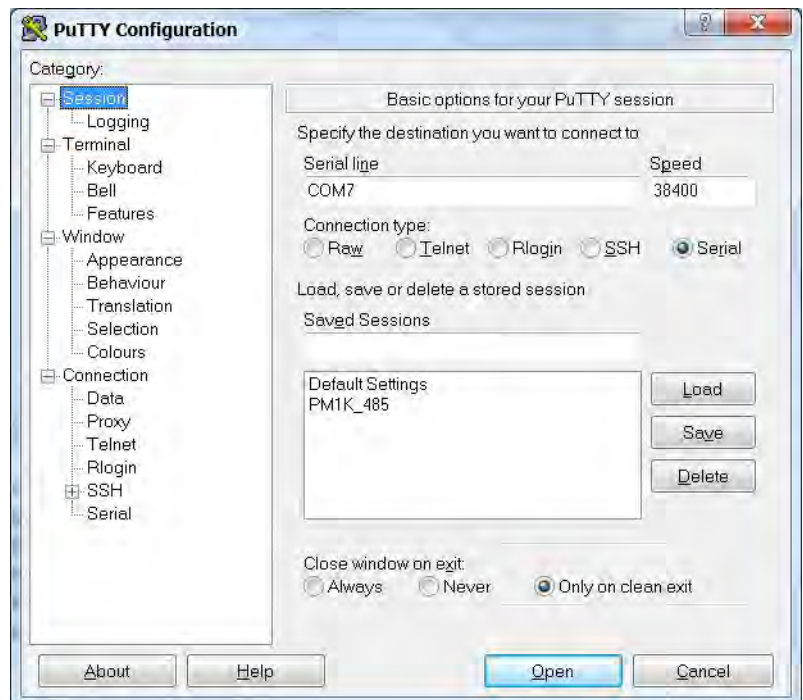 PuTTY Configuration
Category:
Session
Logging
Terminal
Keyboard
Bell
Features
Window
Appearance
Behaviour
Translation
Selection
Colours
Connection
Data
Proxy
Telnet
Rlogin
SSH
Serial
Basic options for your PuTTY session
Specify the destination you want to connect to
Serial line Speed
COM7 38400
Connection type:
Raw Telnet Rlogin SSH Serial
Load, save or delete a stored session
Saved Sessions
Default Settings
PM1K_485
Load
Save
Delete
Close window on exit:
Always Never Only on clean exit
About Help Open Cancel